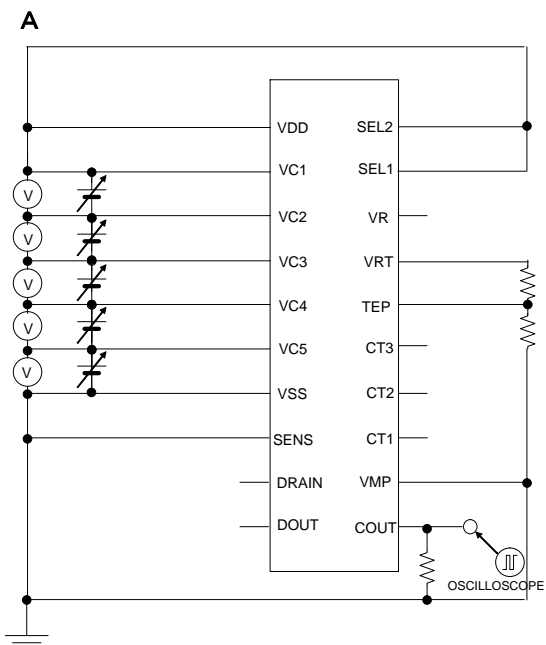 A
VDD SEL2
VC1 SEL1
V
VC2 VR
V
VC3 VRT
V
VC4 TEP
V
VC5 CT3
V
VSS CT2
SENS CT1
DRAIN VMP
DOUT COUT
OSCILLOSCOPE